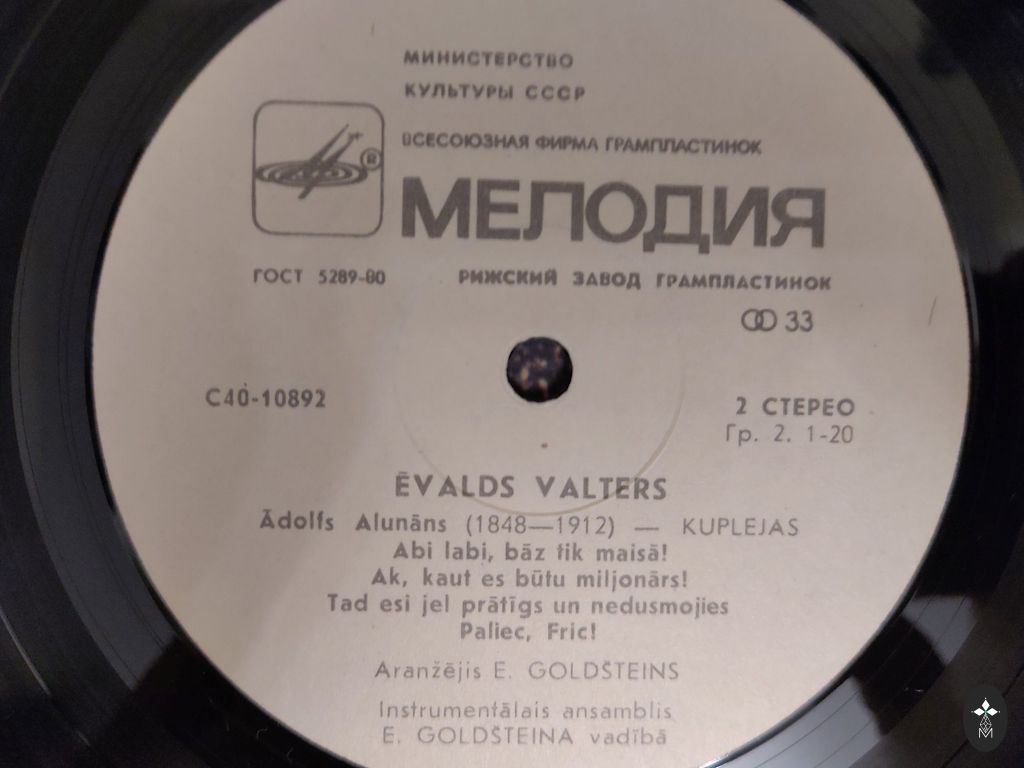 МИНИСТЕРСТВО
КУЛЬТУРЫ СССР
ВСЕСОЮЗНАЯ ФИРМА ГРАМПЛАСТИНОК
®
МЕЛОДИЯ
ГОСТ 5289-80 РИЖСКИЙ ЗАВОД ГРАМПЛАСТИНОК
33
С40-10892
2 СТЕРЕО
Гр. 2. 1-20
ĒVALDS VALTERS
Ādolfs Alunāns (1848—1912) — KUPLEJAS
Abi labi, bāz tik maisā!
Ak, kaut es būtu miljonārs!
Tad esi jel prātīgs un nedusmojies
Paliec, Fric!
Aranžējis E. GOLDŠTEINS
Instrumentālais ansamblis
E. GOLDŠTEINA vadībā
M